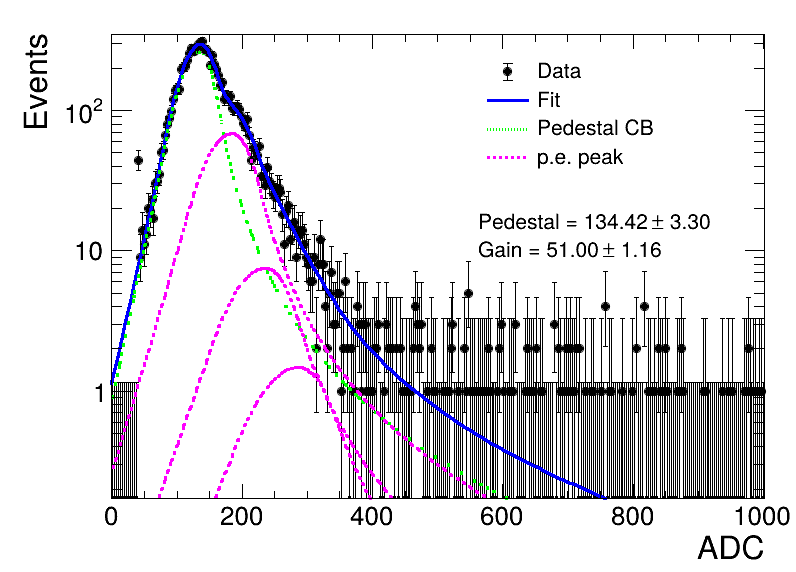 Events
10²
10
1
Data
Fit
Pedestal CB
p.e. peak
Pedestal = 134.42 ± 3.30
Gain = 51.00 ± 1.16
0 200 400 600 800 1000
ADC